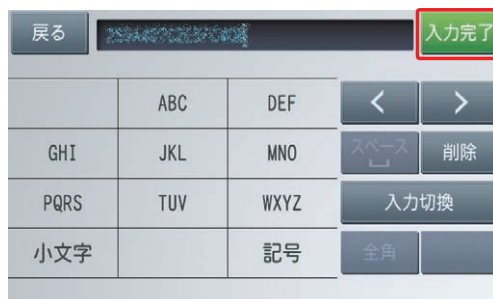 戻る 入力完了
ABC DEF < >
GHI JKL MNO スペース 削除
PQRS TUV WXYZ 入力切換
小文字 記号 全角